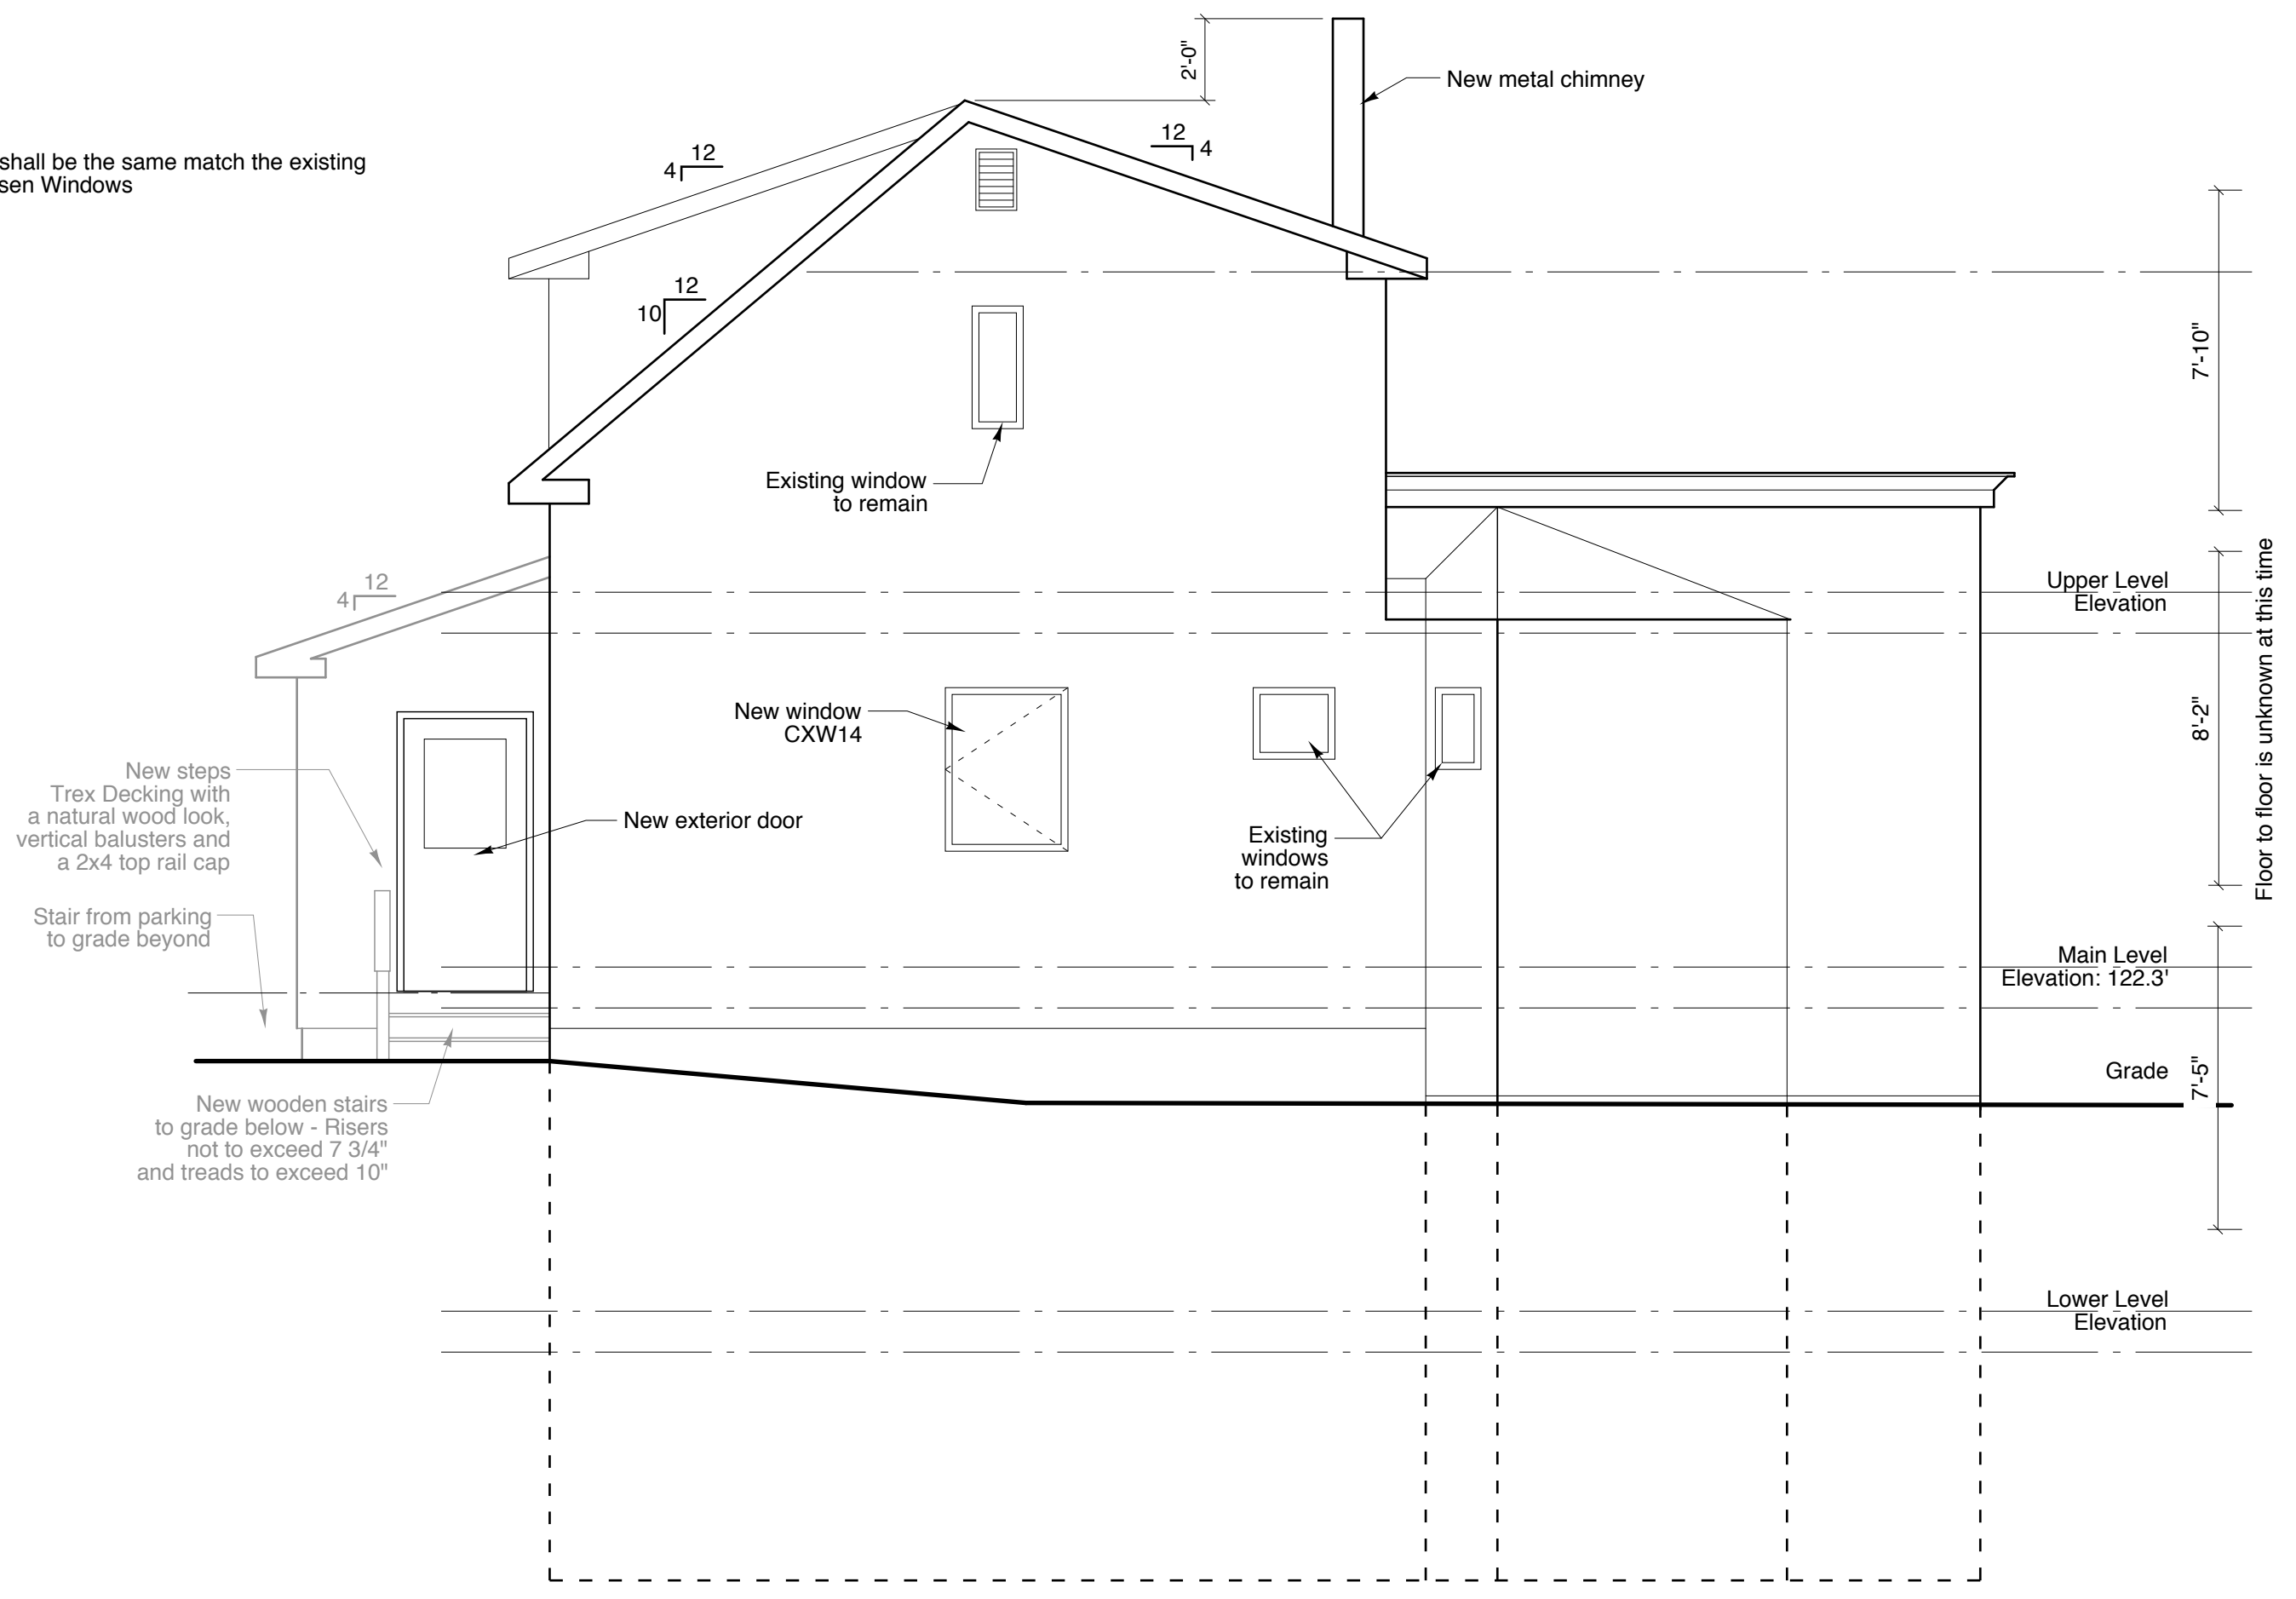 2'-0"
New metal chimney
shall be the same match the existing
sen Windows
12
4
12
4
12
10
7'-10"
Existing window
to remain
12
4
Upper Level
Elevation
Floor to floor is unknown at this time
8'-2"
New window
CXW14
New steps
Trex Decking with
a natural wood look,
vertical balusters and
a 2x4 top rail cap
New exterior door
Existing
windows
to remain
Stair from parking
to grade beyond
Main Level
Elevation: 122.3'
Grade
7'-5"
New wooden stairs
to grade below - Risers
not to exceed 7 3/4"
and treads to exceed 10"
Lower Level
Elevation